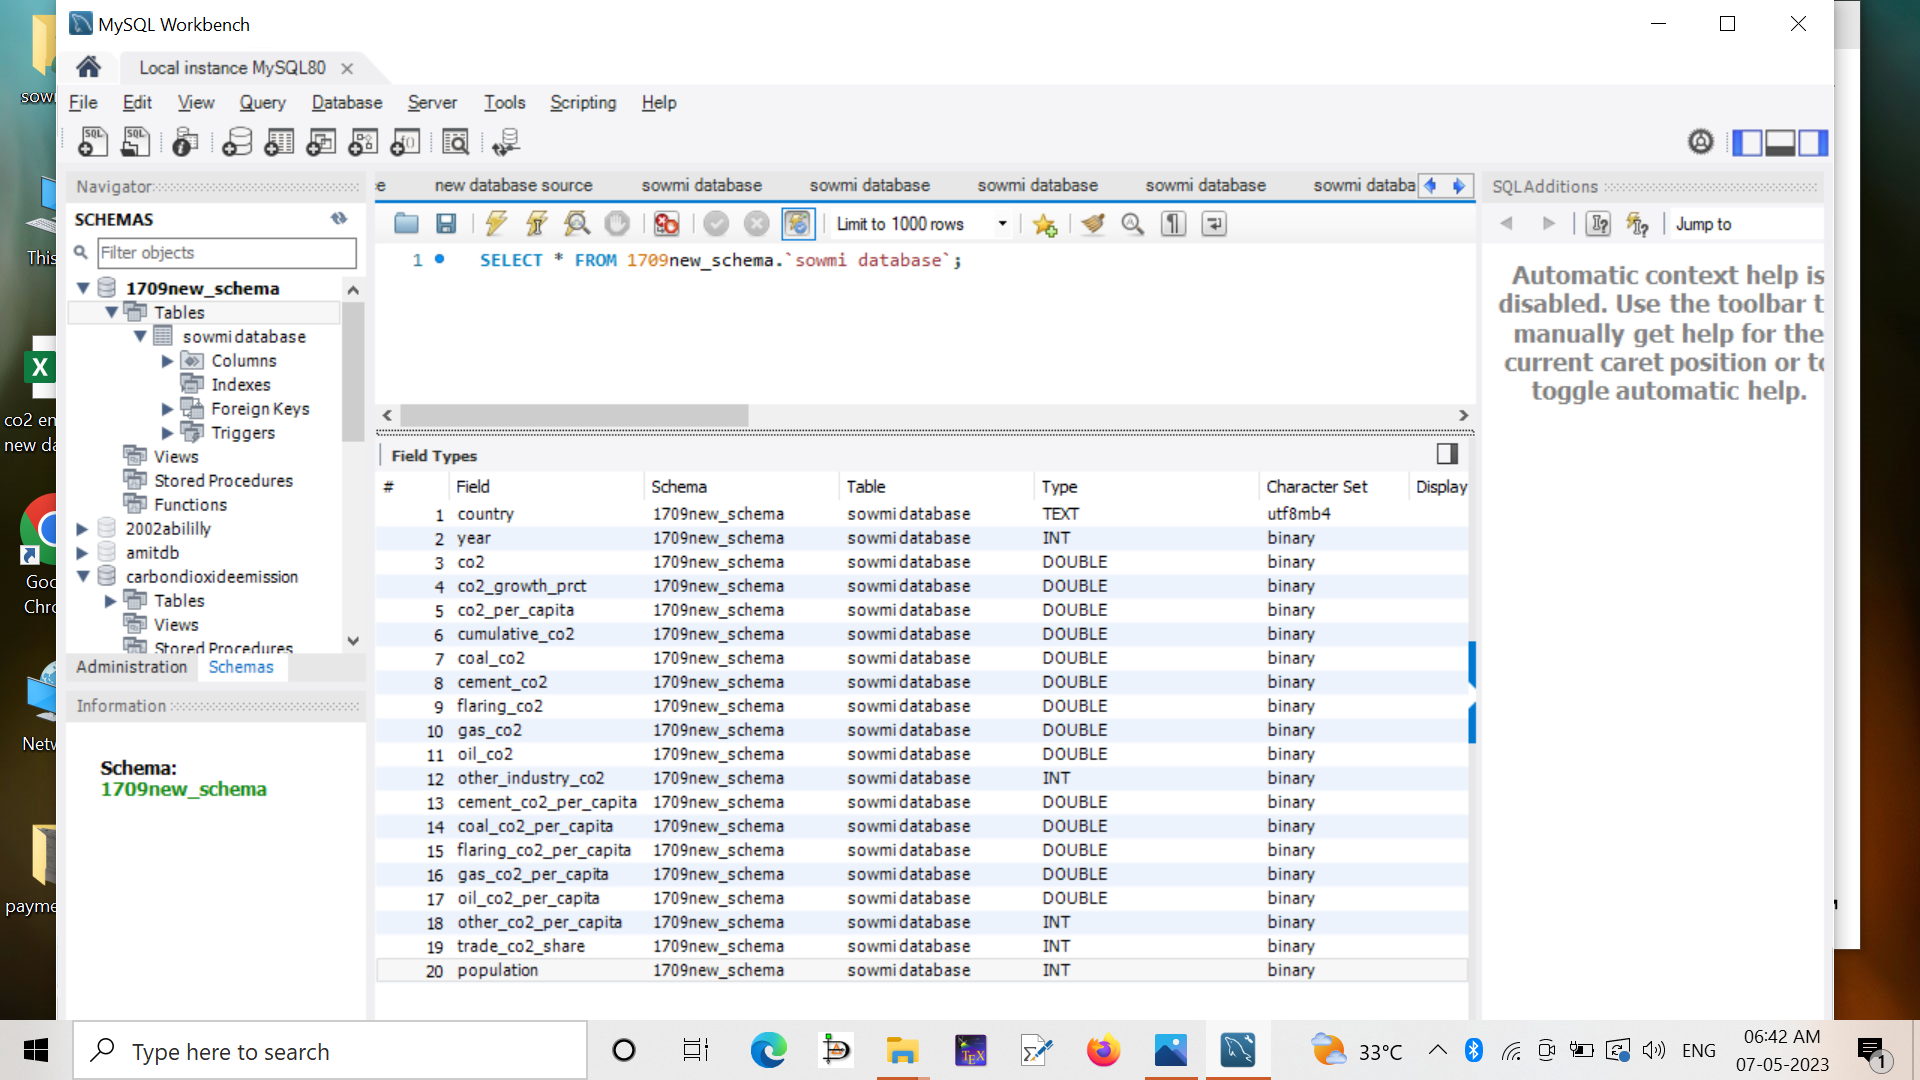 MySQL Workbench
Local instance MySQL80
File Edit View Query Database Server Tools Scripting Help
Navigator
SCHEMAS
Filter objects
1709new_schema
Tables
sowmi database
Columns
Indexes
Foreign Keys
Triggers
Views
Stored Procedures
Functions
2002abililly
amitdb
carbondioxideemission
Tables
Views
Stored Procedures
Administration Schemas
Information
Schema:
1709new_schema
new database source sowmi database sowmi database sowmi database sowmi database sowmi databa
Limit to 1000 rows
1 SELECT * FROM 1709new_schema.`sowmi database`;
Field Types
# Field Schema Table Type Character Set Display
1 country 1709new_schema sowmi database TEXT utf8mb4
2 year 1709new_schema sowmi database INT binary
3 co2 1709new_schema sowmi database DOUBLE binary
4 co2_growth_prct 1709new_schema sowmi database DOUBLE binary
5 co2_per_capita 1709new_schema sowmi database DOUBLE binary
6 cumulative_co2 1709new_schema sowmi database DOUBLE binary
7 coal_co2 1709new_schema sowmi database DOUBLE binary
8 cement_co2 1709new_schema sowmi database DOUBLE binary
9 flaring_co2 1709new_schema sowmi database DOUBLE binary
10 gas_co2 1709new_schema sowmi database DOUBLE binary
11 oil_co2 1709new_schema sowmi database DOUBLE binary
12 other_industry_co2 1709new_schema sowmi database INT binary
13 cement_co2_per_capita 1709new_schema sowmi database DOUBLE binary
14 coal_co2_per_capita 1709new_schema sowmi database DOUBLE binary
15 flaring_co2_per_capita 1709new_schema sowmi database DOUBLE binary
16 gas_co2_per_capita 1709new_schema sowmi database DOUBLE binary
17 oil_co2_per_capita 1709new_schema sowmi database DOUBLE binary
18 other_co2_per_capita 1709new_schema sowmi database INT binary
19 trade_co2_share 1709new_schema sowmi database INT binary
20 population 1709new_schema sowmi database INT binary
SQLAdditions
Jump to
Automatic context help is
disabled. Use the toolbar t
manually get help for the
current caret position or to
toggle automatic help.
sow
This
co2 en
new da
Goo
Chro
Netw
payme
Type here to search
33°C
ENG
06:42 AM
07-05-2023
1